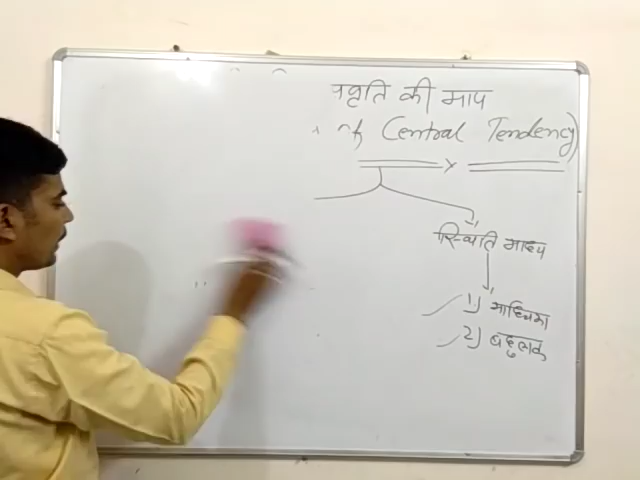 प्रवृति की माप
of Central Tendency)
स्थिति माध्य
1) माध्यिका
2) बहुलक